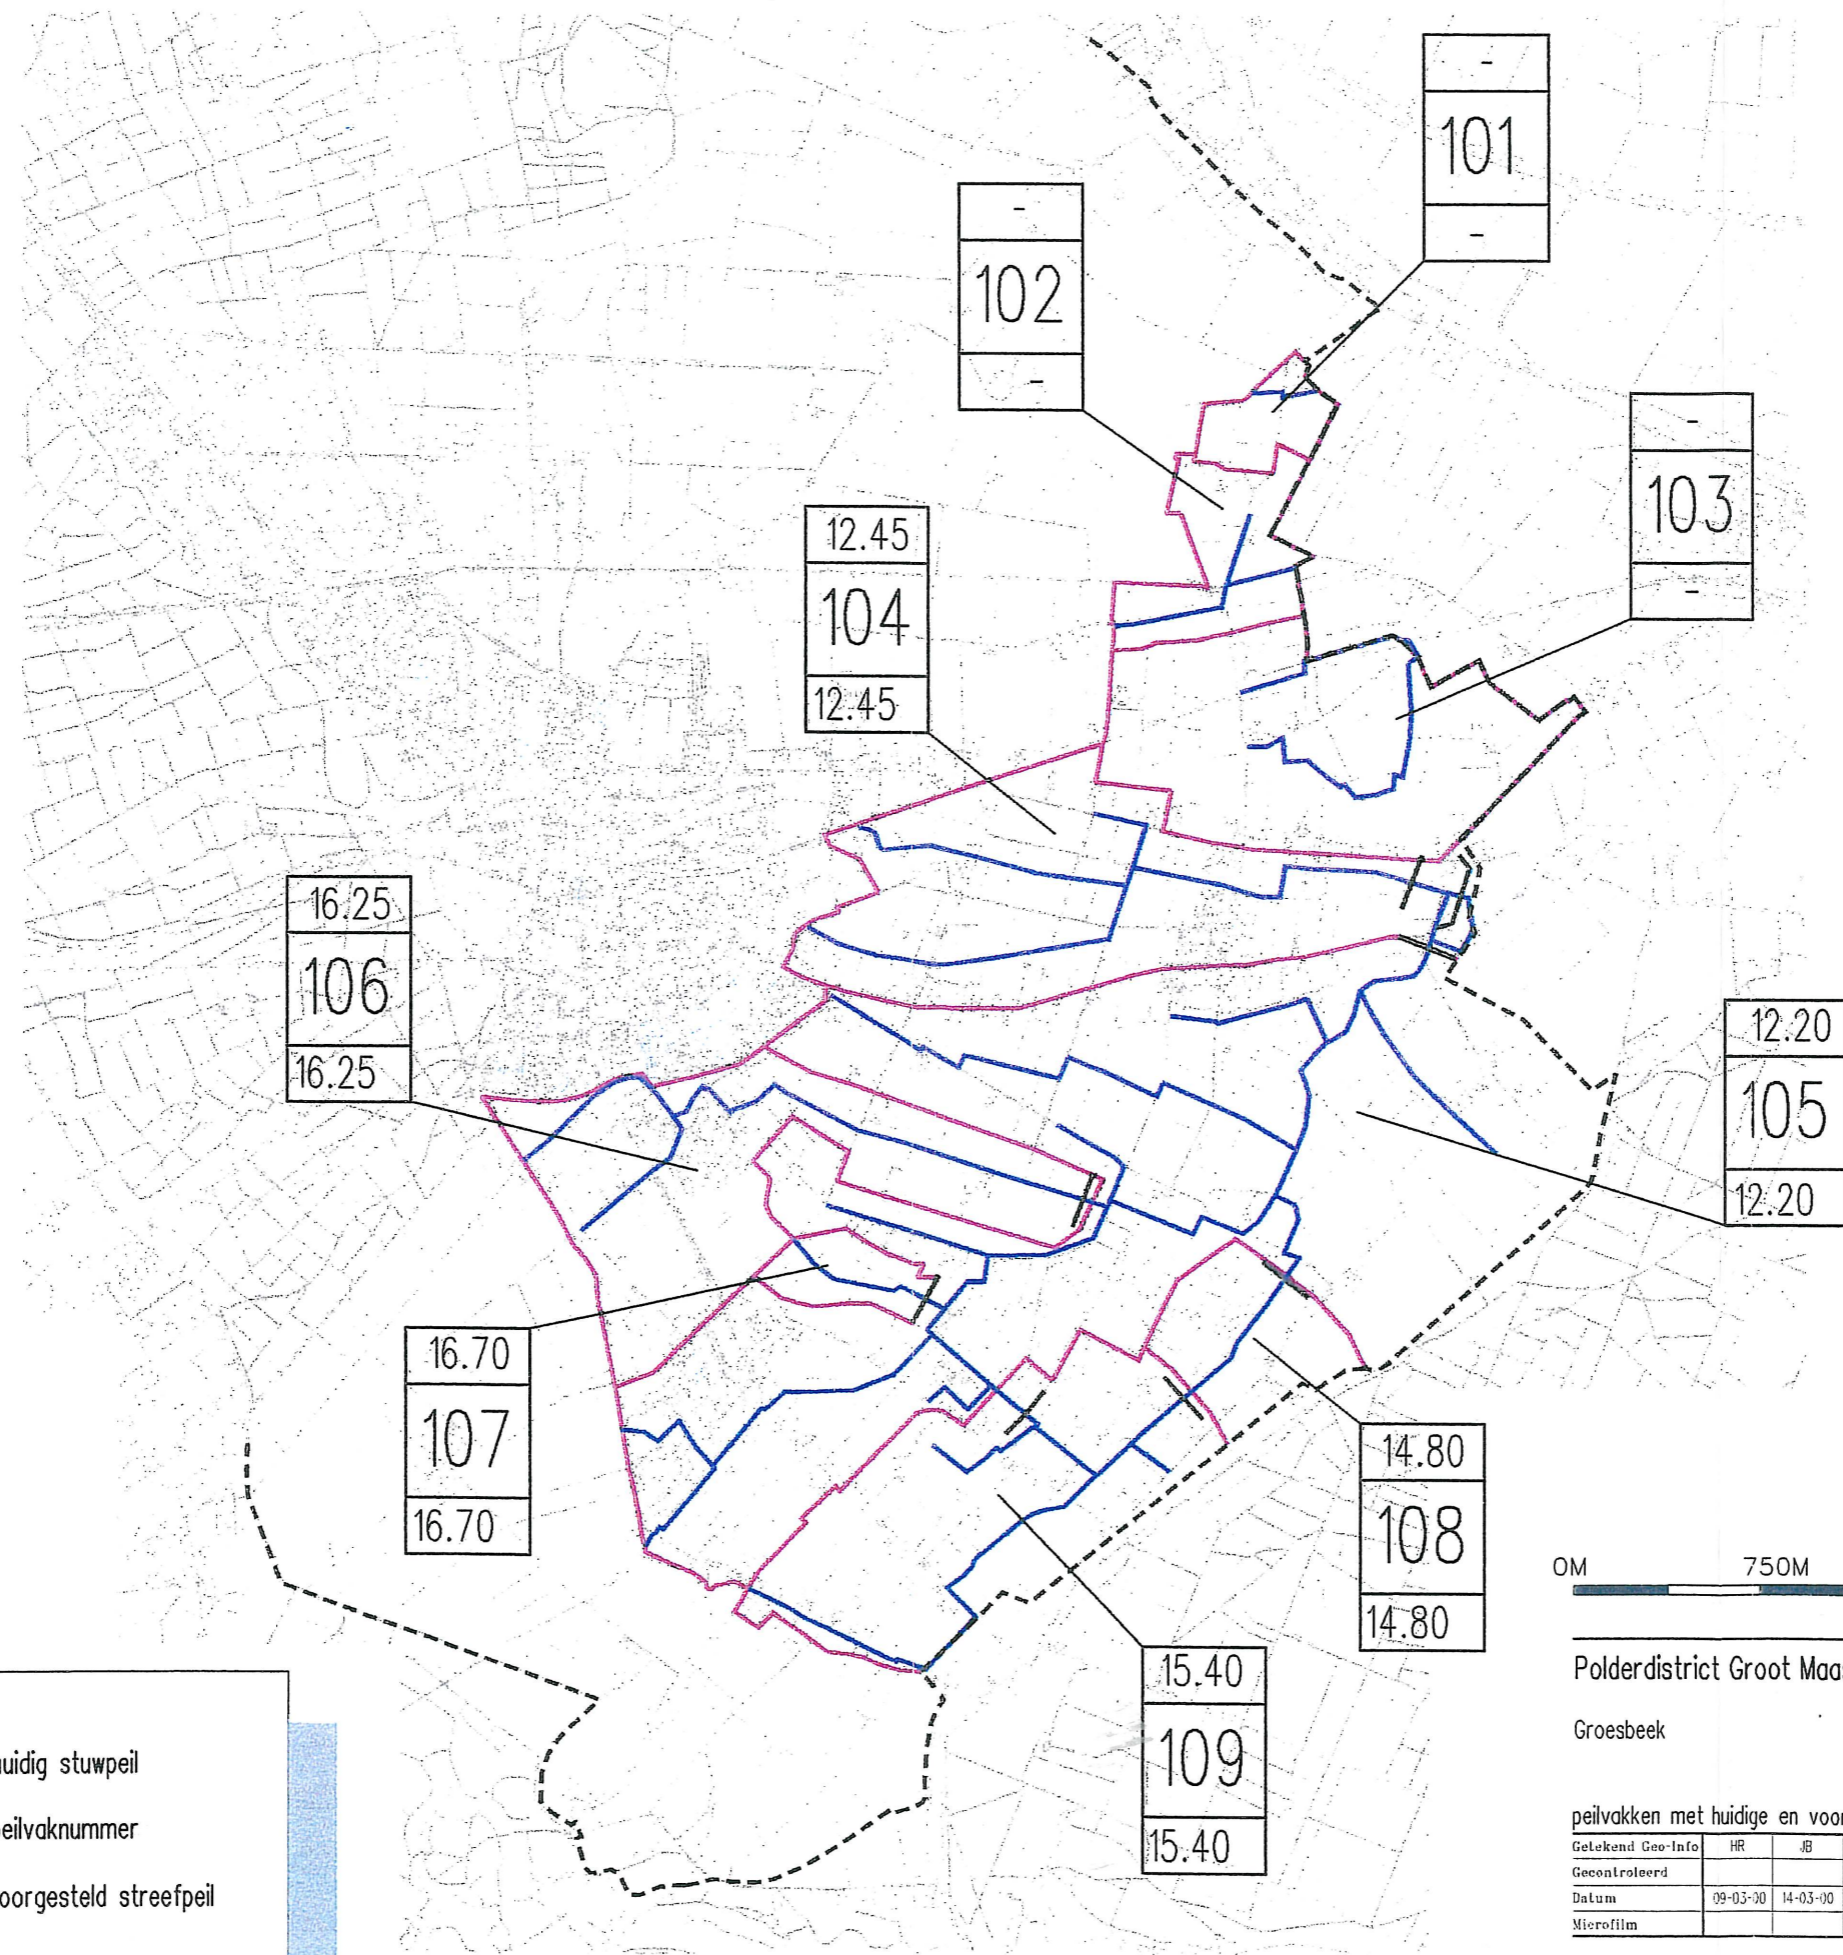 -
101
-
-
102
-
-
103
-
12.45
104
12.45
16.25
106
16.25
12.20
105
12.20
16.70
107
16.70
14.80
108
14.80
15.40
109
15.40
0M 750M
Polderdistrict Groot Maa
Groesbeek
peilvakken met huidige en voor
Getekend Geo-Info HR JB
Gecontroleerd
Datum 09-03-00 14-03-00
Microfilm
uidig stuwpeil
eilvaknummer
oorgesteld streefpeil